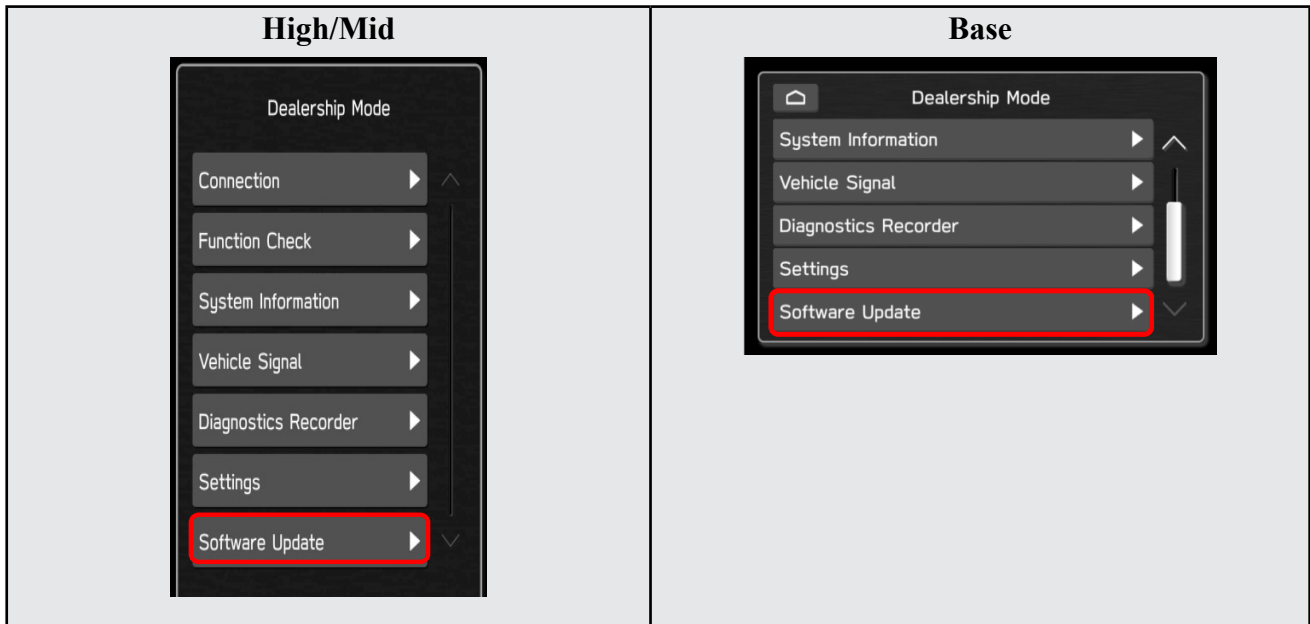 High/Mid
Dealership Mode
Connection
Function Check
System Information
Vehicle Signal
Diagnostics Recorder
Settings
Software Update
Base
Dealership Mode
System Information
Vehicle Signal
Diagnostics Recorder
Settings
Software Update